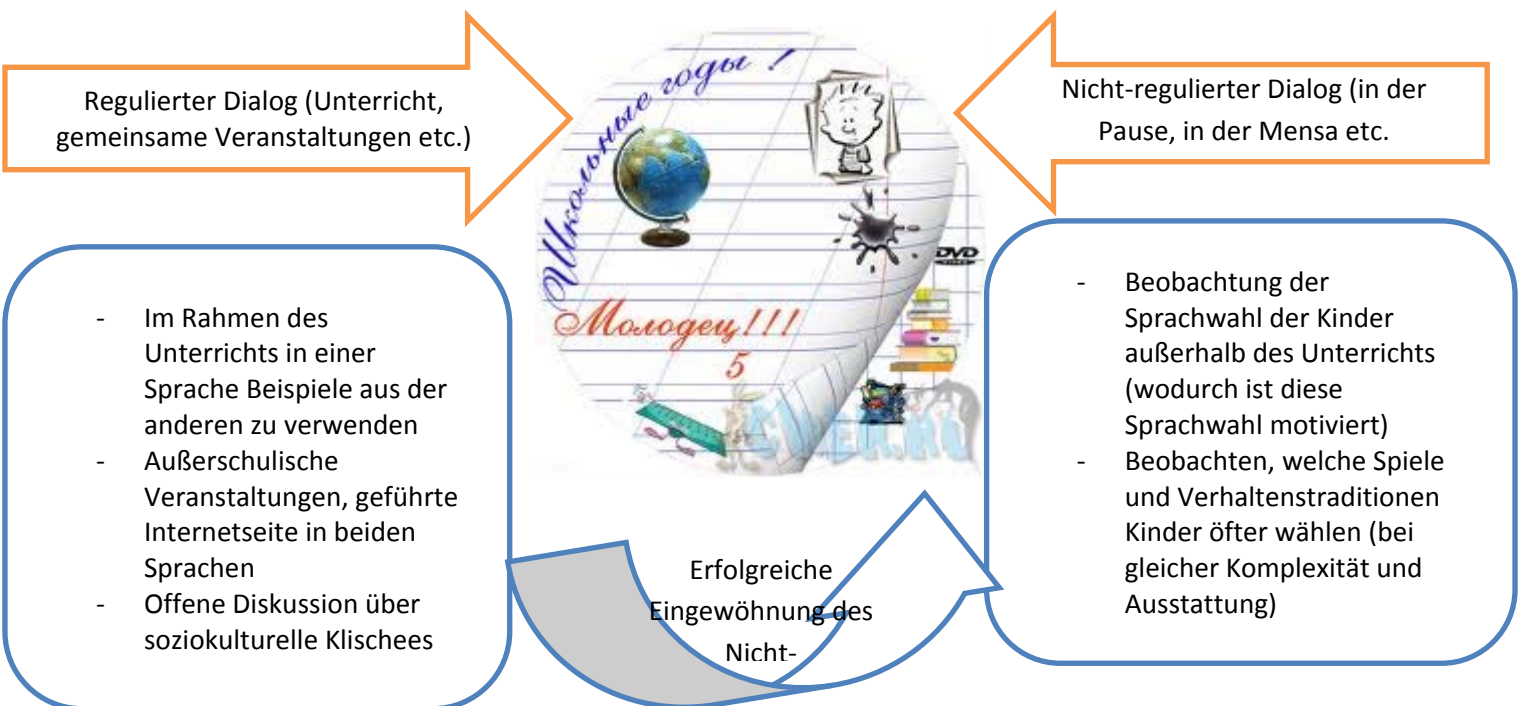 Regulierter Dialog (Unterricht,
gemeinsame Veranstaltungen etc.)
Школьные годы !
Молодец!!!
5
DVD
VIDEO
Nicht-regulierter Dialog (in der
Pause, in der Mensa etc.
- Im Rahmen des
Unterrichts in einer
Sprache Beispiele aus der
anderen zu verwenden
- Außerschulische
Veranstaltungen, geführte
Internetseite in beiden
Sprachen
- Offene Diskussion über
soziokulturelle Klischees
Erfolgreiche
Eingewöhnung des
Nicht-
- Beobachtung der
Sprachwahl der Kinder
außerhalb des Unterrichts
(wodurch ist diese
Sprachwahl motiviert)
- Beobachten, welche Spiele
und Verhaltenstraditionen
Kinder öfter wählen (bei
gleicher Komplexität und
Ausstattung)